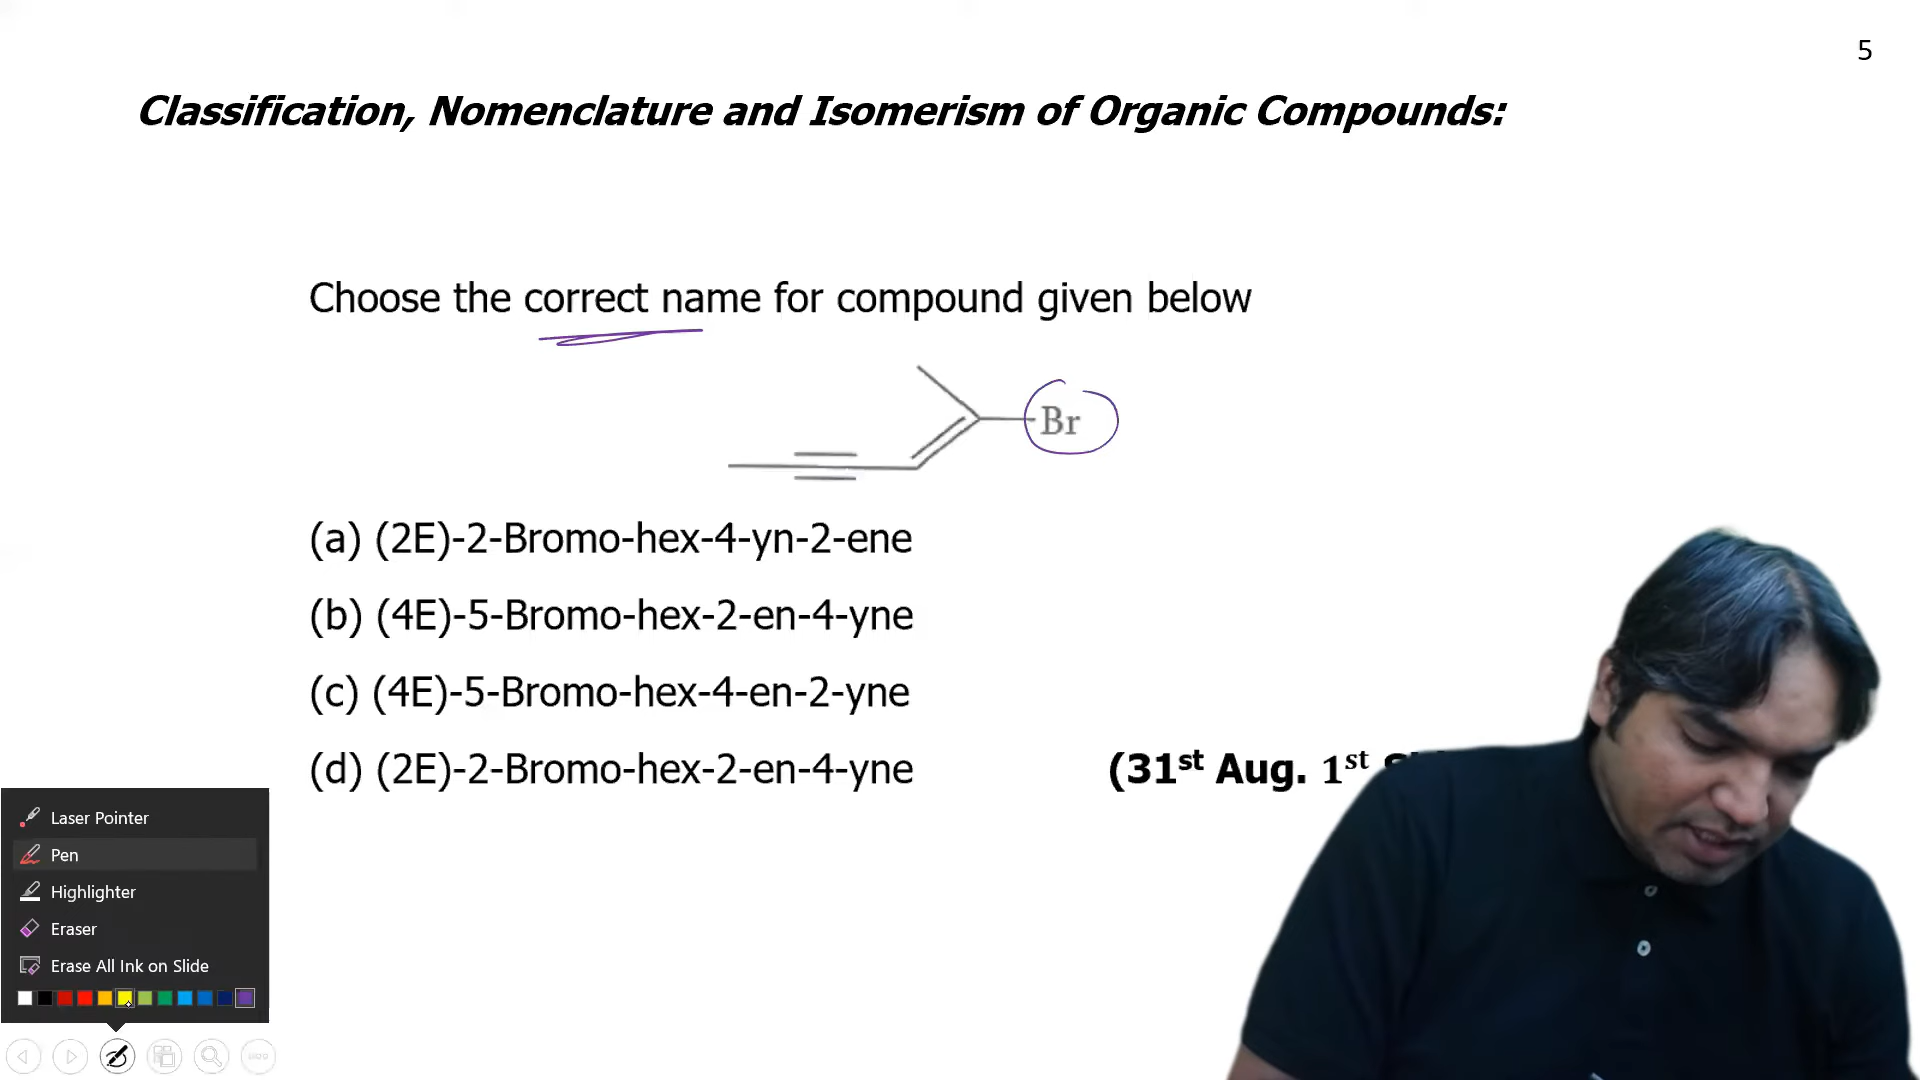 5
Classification, Nomenclature and Isomerism of Organic Compounds:
Choose the correct name for compound given below
Br
(a) (2E)-2-Bromo-hex-4-yn-2-ene
(b) (4E)-5-Bromo-hex-2-en-4-yne
(c) (4E)-5-Bromo-hex-4-en-2-yne
(d) (2E)-2-Bromo-hex-2-en-4-yne (31st Aug. 1st
Laser Pointer
Pen
Highlighter
Eraser
Erase All Ink on Slide